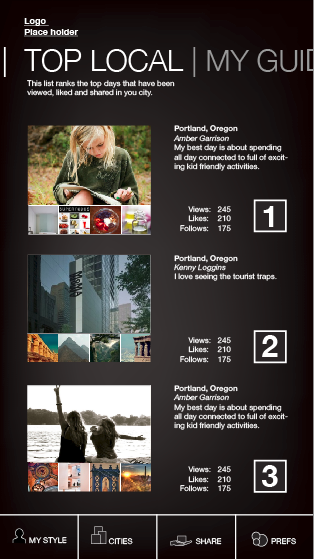 Logo
Place holder
TOP LOCAL | MY GUID
This list ranks the top days that have been
viewed, liked and shared in you city.
Portland, Oregon
Amber Garrison
My best day is about spending
all day connected to full of excit-
ing kid friendly activities.
Views: 245
Likes: 210
Follows: 175
1
Portland, Oregon
Kenny Loggins
I love seeing the tourist traps.
Views: 245
Likes: 210
Follows: 175
2
Portland, Oregon
Amber Garrison
My best day is about spending
all day connected to full of excit-
ing kid friendly activities.
Views: 245
Likes: 210
Follows: 175
3
MY STYLE
CITIES
SHARE
PREFS